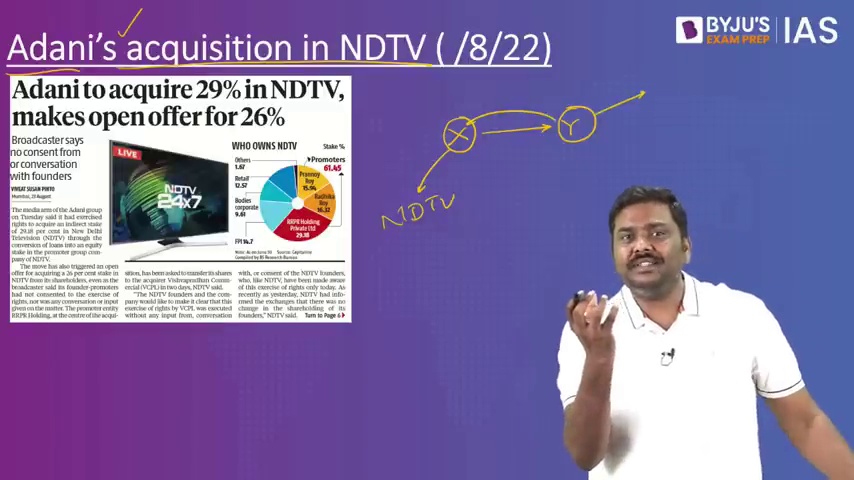 BYJU'S
EXAM PREP
IAS
Adani's acquisition in NDTV ( /8/22)
Adani to acquire 29% in NDTV,
makes open offer for 26%
Broadcaster says
no consent from
or conversation
with founders
VIVEAT SUSAN PINTO
Mumbai, 23 August
The media arm of the Adani group
on Tuesday said it had exercised
rights to acquire an indirect stake
of 29.18 per cent in New Delhi
Television (NDTV) through the
conversion of loans into an equity
stake in the promoter group com-
pany of NDTV.
The move has also triggered an open
offer for acquiring a 26 per cent stake in
NDTV from its shareholders, even as the
broadcaster said its founder-promoters
had not consented to the exercise of
rights, nor was any conversation or input
given on the matter. The promoter entity
RRPR Holding, at the centre of the acqui-
LIVE
NDTV
24x7
WHO OWNS NDTV
Stake %
Others
1.67
Retail
12.57
Bodies
corporate
9.61
FPI 14.7
Promoters
61.45
Prannoy
Roy
15.94
Radhika
Roy
16.32
RRPR Holding
Private Ltd
29.18
Note: As on June 30 Source: Capitaline
Compiled by BS Research Bureau
sition, has been asked to transfer its shares
to the acquirer Vishvapradhan Comm-
ercial (VCPL) in two days, NDTV said.
"The NDTV founders and the company
would like to make it clear that this
exercise of rights by VCPL was executed
without any input from, conversation
with, or consent of the NDTV founders,
who, like NDTV, have been made aware
of this exercise of rights only today. As
recently as yesterday, NDTV had infor-
med the exchanges that there was no
change in the shareholding of its
founders," NDTV said.
Turn to Page 6
X
Y
NDTV